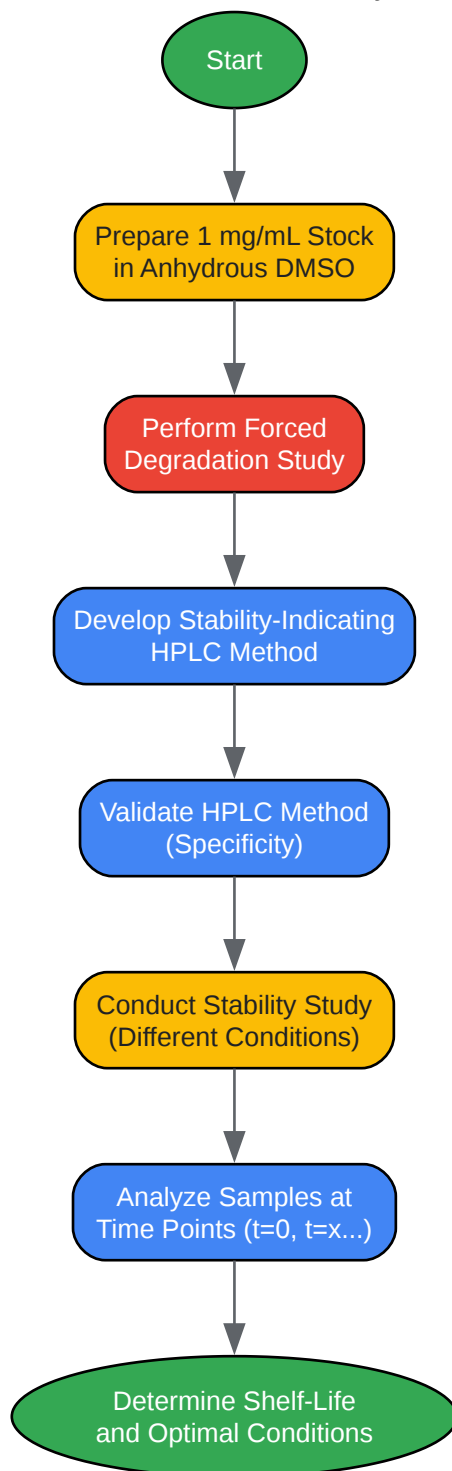 Start
Prepare 1 mg/mL Stock
in Anhydrous DMSO
Perform Forced
Degradation Study
Develop Stability-Indicating
HPLC Method
Validate HPLC Method
(Specificity)
Conduct Stability Study
(Different Conditions)
Analyze Samples at
Time Points (t=0, t=x...)
Determine Shelf-Life
and Optimal Conditions